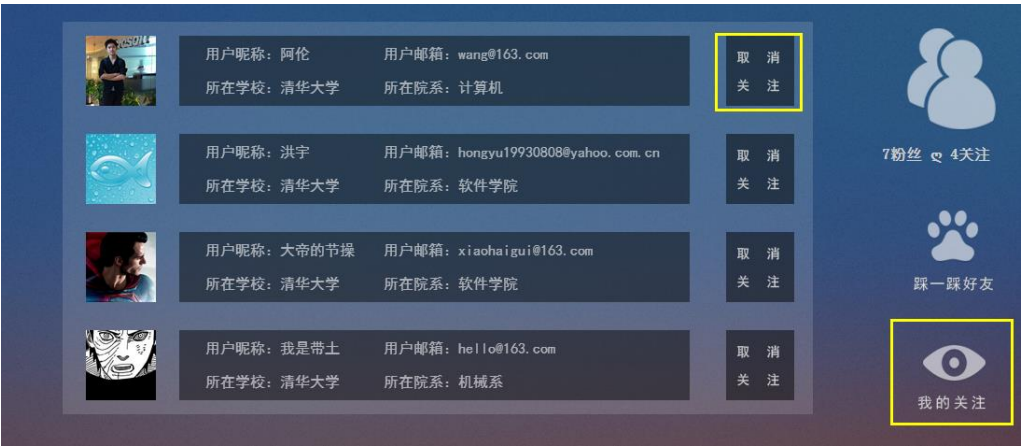 用户昵称：阿伦 用户邮箱：wang@163.com
所在学校：清华大学 所在院系：计算机
取 消
关 注
用户昵称：洪宇 用户邮箱：hongyu19930808@yahoo.com.cn
所在学校：清华大学 所在院系：软件学院
取 消
关 注
用户昵称：大帝的节操 用户邮箱：xiaohaigui@163.com
所在学校：清华大学 所在院系：软件学院
取 消
关 注
用户昵称：我是带土 用户邮箱：hello@163.com
所在学校：清华大学 所在院系：机械系
取 消
关 注
7粉丝 ღ 4关注
踩一踩好友
我的关注